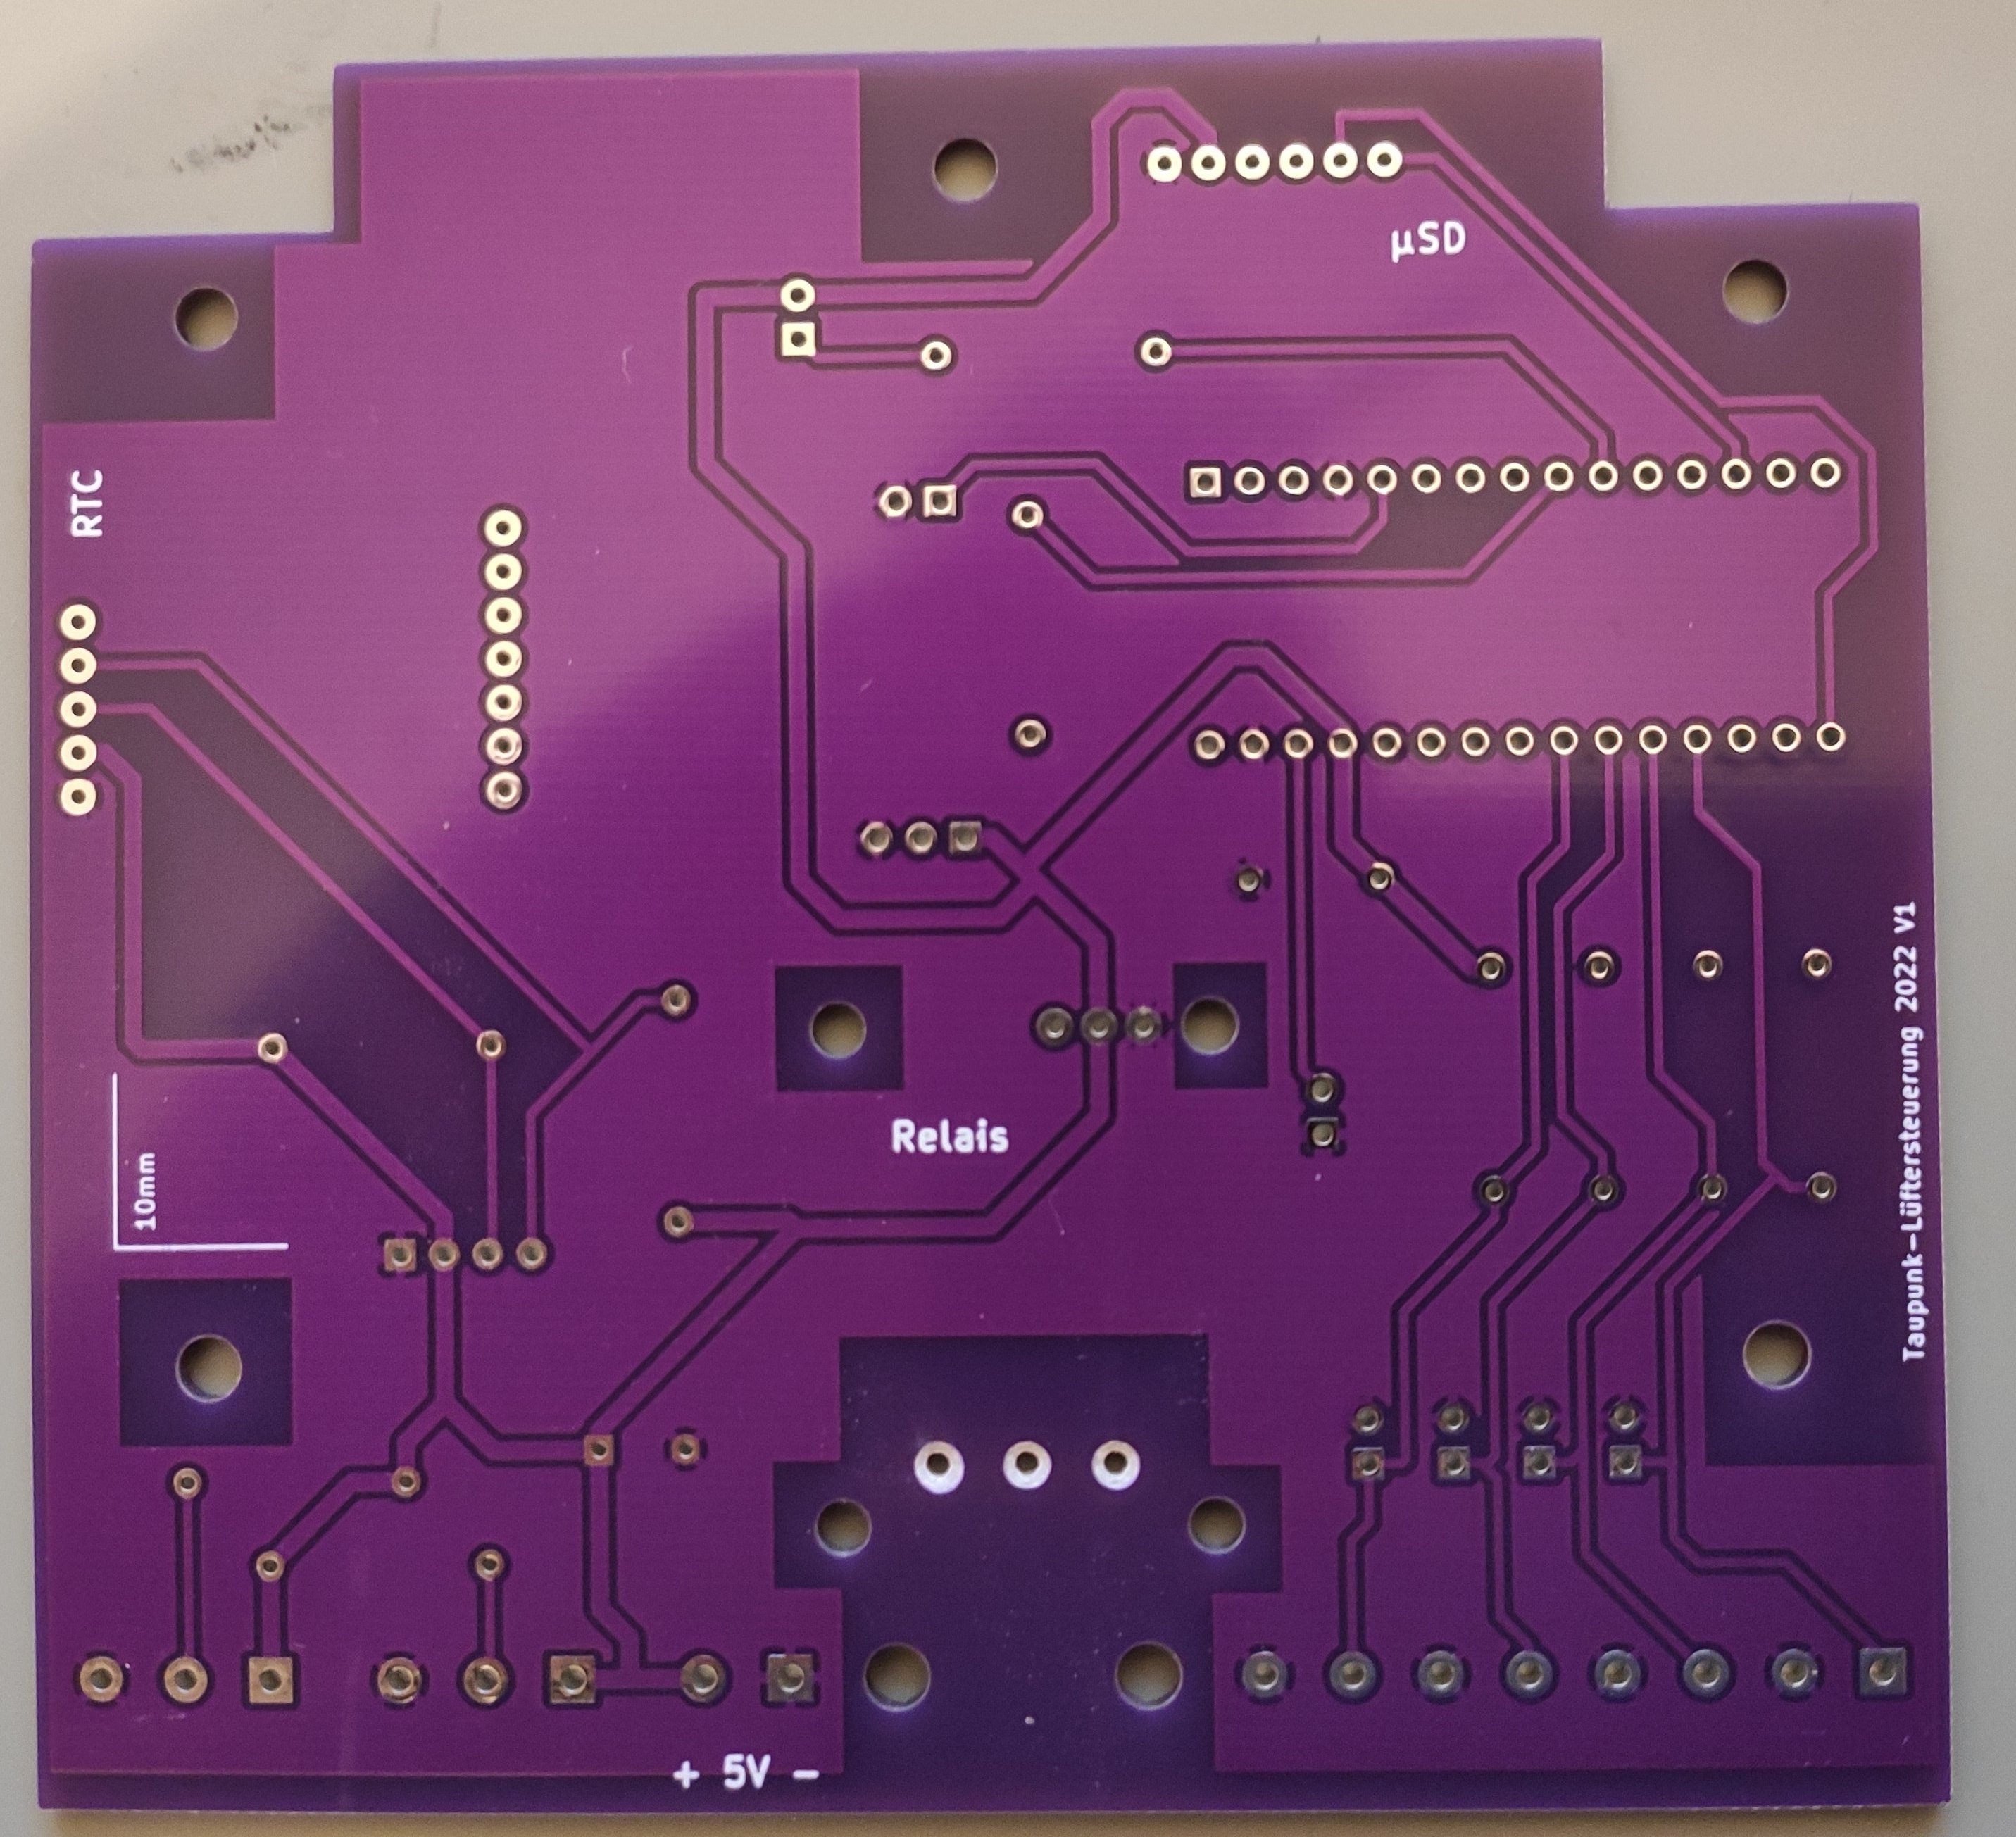 µSD
RTC
Relais
10mm
Taupunk-Lüftersteuerung 2022 V1
+ 5V -